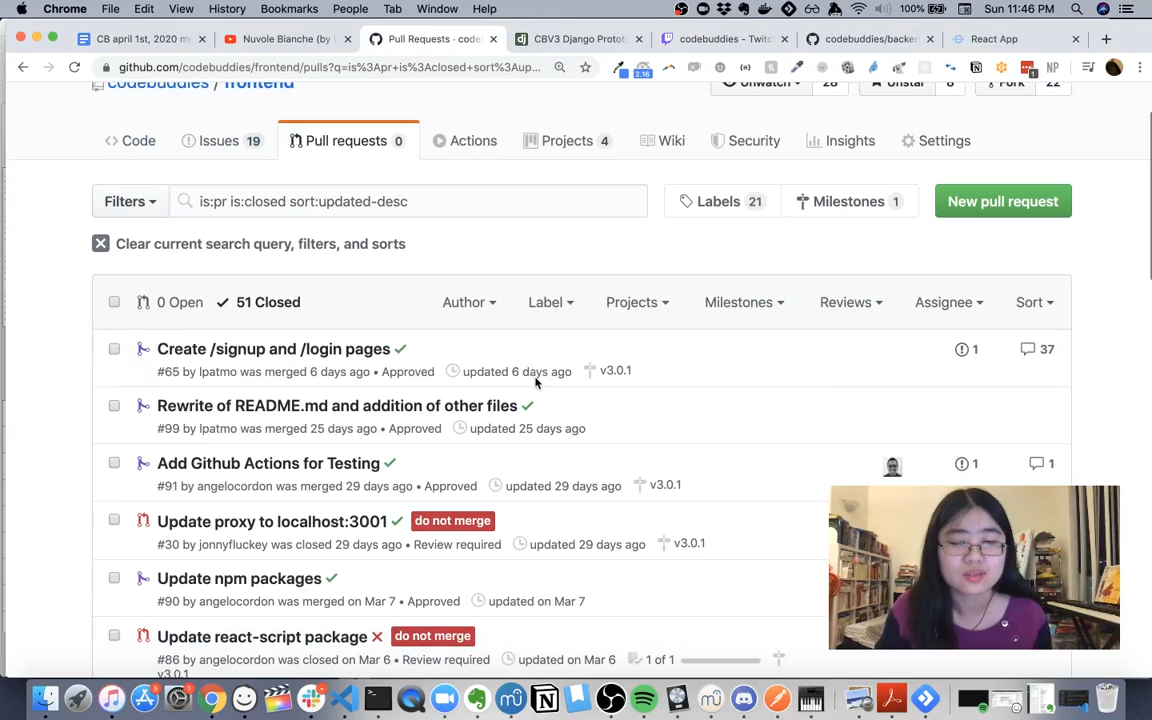 Chrome File Edit View History Bookmarks People Tab Window Help 100% Sun 11:46 PM
CB april 1st, 2020 m Nuvole Bianche (by L Pull Requests · code CBV3 Django Prototy codebuddies - Twitc codebuddies/backen React App
github.com/codebuddies/frontend/pulls?q=is%3Apr+is%3Aclosed+sort%3Aup... 2.16 NP
codebuddies / frontend Unwatch 28 Unstar 8 Fork 22
Code Issues 19 Pull requests 0 Actions Projects 4 Wiki Security Insights Settings
Filters is:pr is:closed sort:updated-desc Labels 21 Milestones 1 New pull request
Clear current search query, filters, and sorts
0 Open 51 Closed Author Label Projects Milestones Reviews Assignee Sort
Create /signup and /login pages 1 37
#65 by lpatmo was merged 6 days ago • Approved updated 6 days ago v3.0.1
Rewrite of README.md and addition of other files
#99 by lpatmo was merged 25 days ago • Approved updated 25 days ago
Add Github Actions for Testing 1 1
#91 by angelocordon was merged 29 days ago • Approved updated 29 days ago v3.0.1
Update proxy to localhost:3001 do not merge
#30 by jonnyfluckey was closed 29 days ago • Review required updated 29 days ago v3.0.1
Update npm packages
#90 by angelocordon was merged on Mar 7 • Approved updated on Mar 7
Update react-script package do not merge
#86 by angelocordon was closed on Mar 6 • Review required updated on Mar 6 1 of 1
v3.0.1